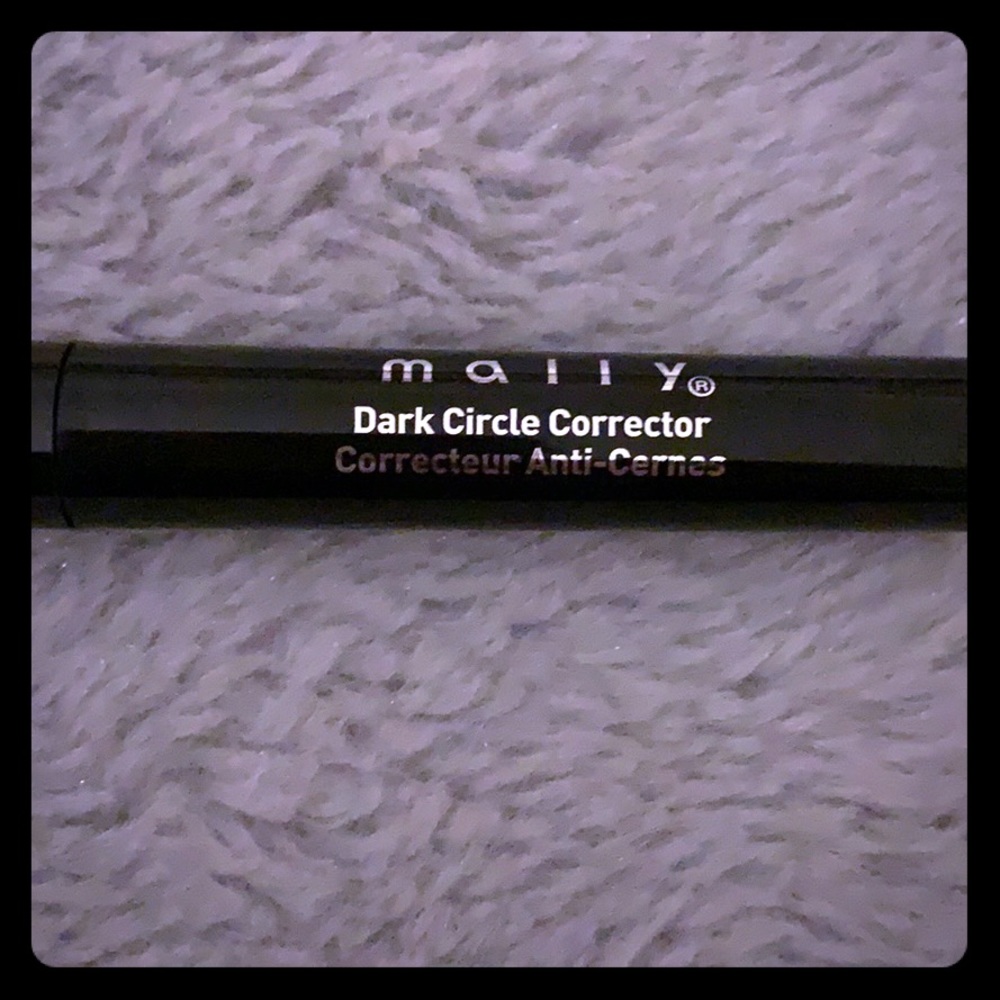 mally®
Dark Circle Corrector
Correcteur Anti-Cernes